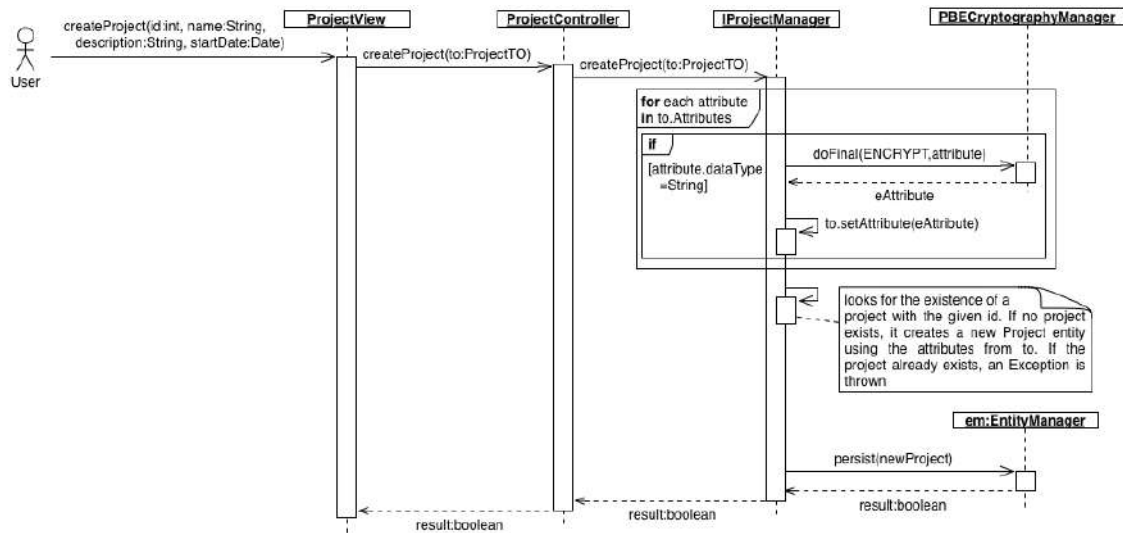 ProjectView
ProjectController
IProjectManager
PBECryptographyManager
createProject(id:int, name:String,
description:String, startDate:Date)
User
createProject(to:ProjectTO)
createProject(to:ProjectTO)
for each attribute
in to.Attributes
if
[attribute.dataType
=String]
doFinal(ENCRYPT,attribute)
eAttribute
to.setAttribute(eAttribute)
looks for the existence of a
project with the given id. If no project
exists, it creates a new Project entity
using the attributes from to. If the
project already exists, an Exception is
thrown
em:EntityManager
persist(newProject)
result:boolean
result:boolean
result:boolean